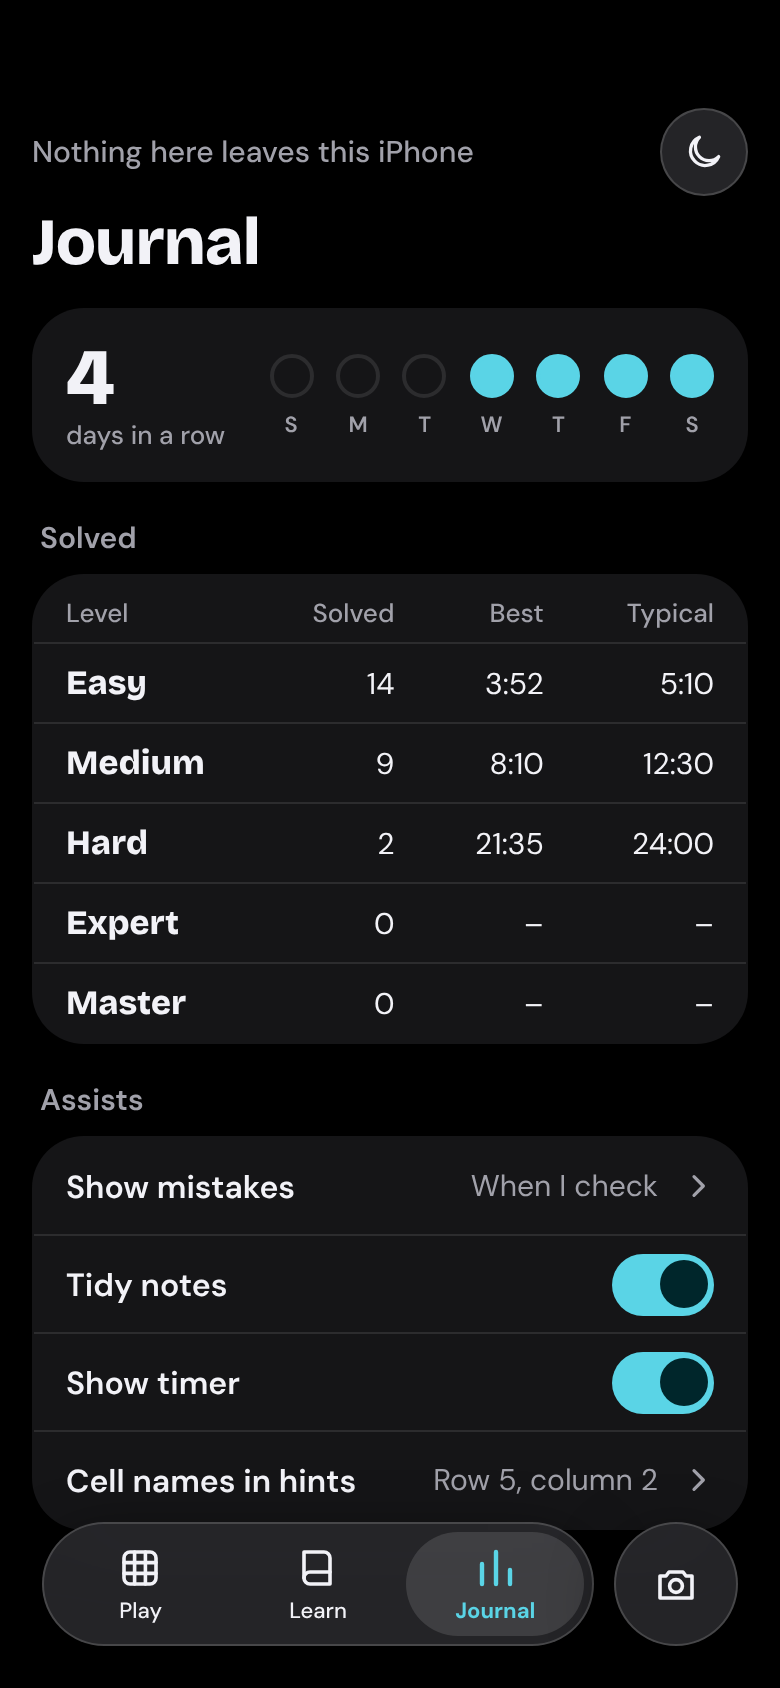 Nothing here leaves this iPhone
Journal
4
days in a row
S M T W T F S
Solved
Level Solved Best Typical
Easy 14 3:52 5:10
Medium 9 8:10 12:30
Hard 2 21:35 24:00
Expert 0 – –
Master 0 – –
Assists
Show mistakes When I check
Tidy notes
Show timer
Cell names in hints Row 5, column 2
Play Learn Journal